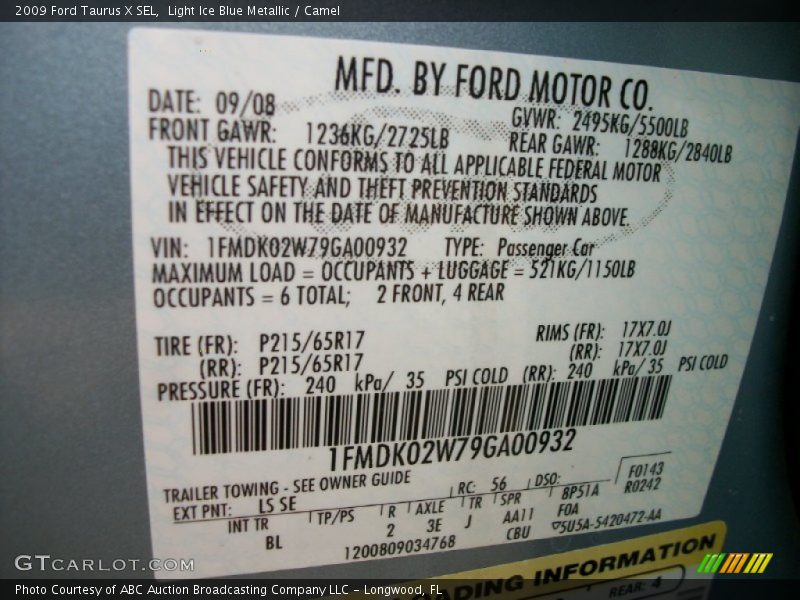 2009 Ford Taurus X SEL,  Light Ice Blue Metallic / Camel
MFD. BY FORD MOTOR CO.
DATE: 09/08 GVWR: 2495KG/5500LB
FRONT GAWR: 1236KG/2725LB REAR GAWR: 1288KG/2840LB
THIS VEHICLE CONFORMS TO ALL APPLICABLE FEDERAL MOTOR
VEHICLE SAFETY AND THEFT PREVENTION STANDARDS
IN EFFECT ON THE DATE OF MANUFACTURE SHOWN ABOVE.
VIN: 1FMDK02W79GA00932 TYPE: Passenger Car
MAXIMUM LOAD = OCCUPANTS + LUGGAGE = 521KG/1150LB
OCCUPANTS = 6 TOTAL; 2 FRONT, 4 REAR
TIRE (FR): P215/65R17 RIMS (FR): 17X7.0J
(RR): P215/65R17 (RR): 17X7.0J
PRESSURE (FR): 240 kPa/ 35 PSI COLD (RR): 240 kPa/ 35 PSI COLD
1FMDK02W79GA00932
TRAILER TOWING - SEE OWNER GUIDE RC: 56 DSO: F0143
EXT PNT: LS SE R0242
INT TR TP/PS R AXLE TR SPR 8P51A
BL 2 3E J AA11 FOA
1200809034768 CBU 5U5A-5420472-AA
LOADING INFORMATION
REAR: 4
GTCARLOT.COM
Photo Courtesy of ABC Auction Broadcasting Company LLC - Longwood, FL